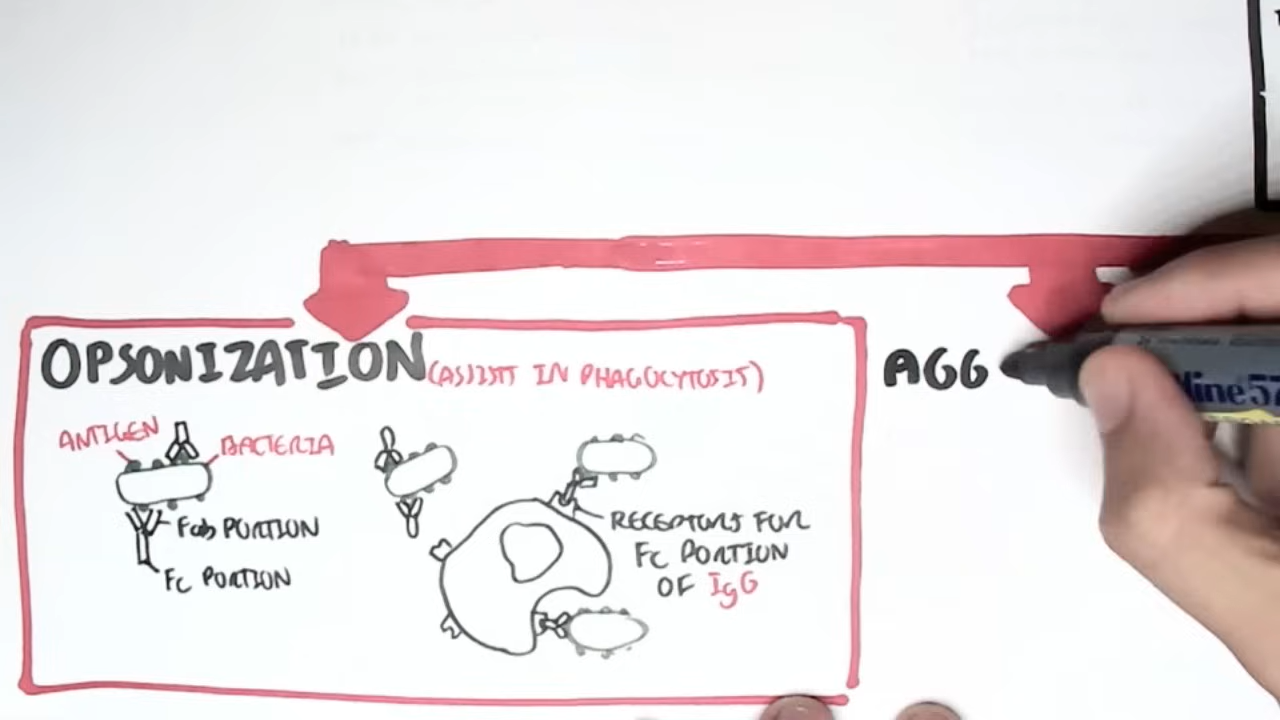 OPSONIZATION (ASSIST IN PHAGOCYTOSIS)
AGG
ANTIGEN
BACTERIA
Fab PORTION
Fc PORTION
RECEPTORS FOR
Fc PORTION
OF IgG